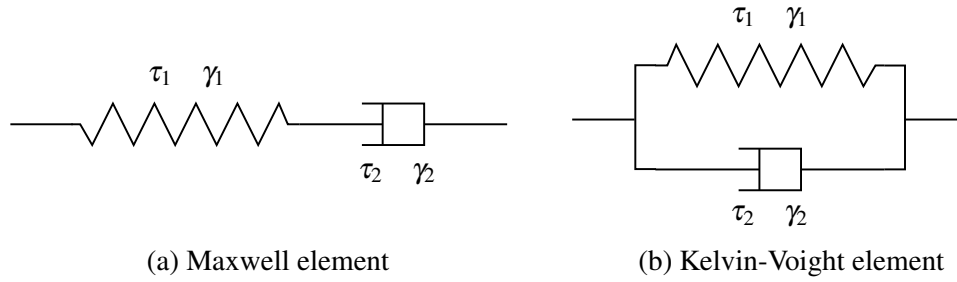 τ₁ γ₁
τ₂ γ₂
(a) Maxwell element
τ₁ γ₁
τ₂ γ₂
(b) Kelvin-Voight element